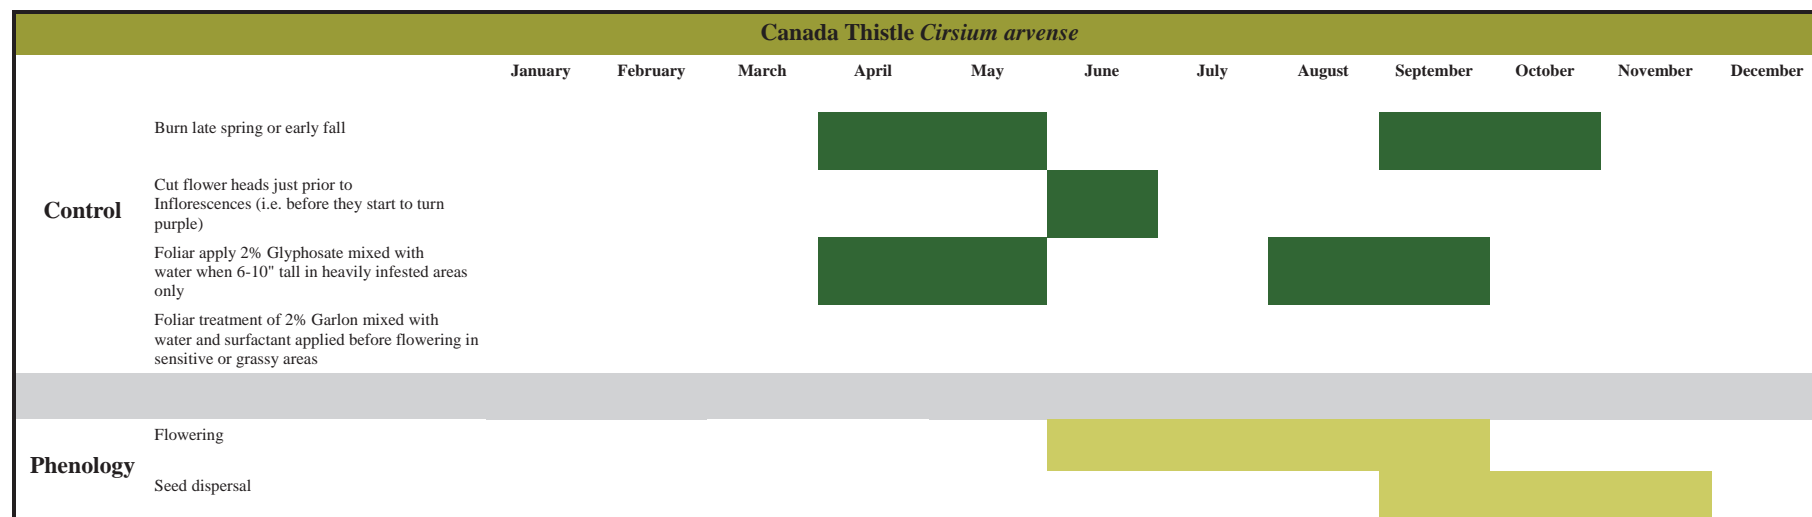 Canada Thistle Cirsium arvense
January February March April May June July August September October November December
Control
Burn late spring or early fall
Cut flower heads just prior to
Inflorescences (i.e. before they start to turn
purple)
Foliar apply 2% Glyphosate mixed with
water when 6-10" tall in heavily infested areas
only
Foliar treatment of 2% Garlon mixed with
water and surfactant applied before flowering in
sensitive or grassy areas
Phenology
Flowering
Seed dispersal